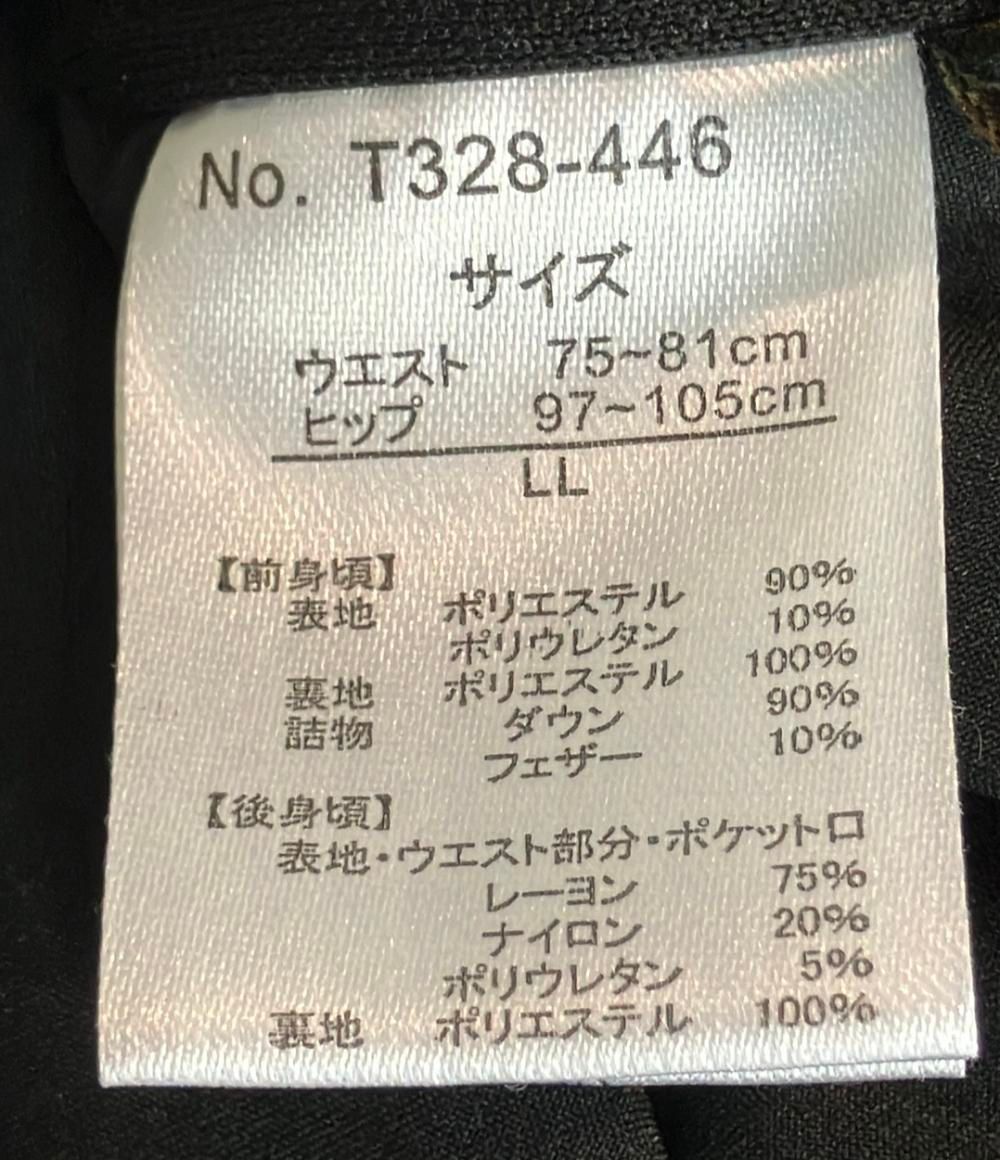 No. T328-446
サイズ
ウエスト 75~81cm
ヒップ 97~105cm
LL
【前身頃】
表地 ポリエステル 90%
ポリウレタン 10%
裏地 ポリエステル 100%
詰物 ダウン 90%
フェザー 10%
【後身頃】
表地・ウエスト部分・ポケット口
レーヨン 75%
ナイロン 20%
ポリウレタン 5%
裏地 ポリエステル 100%